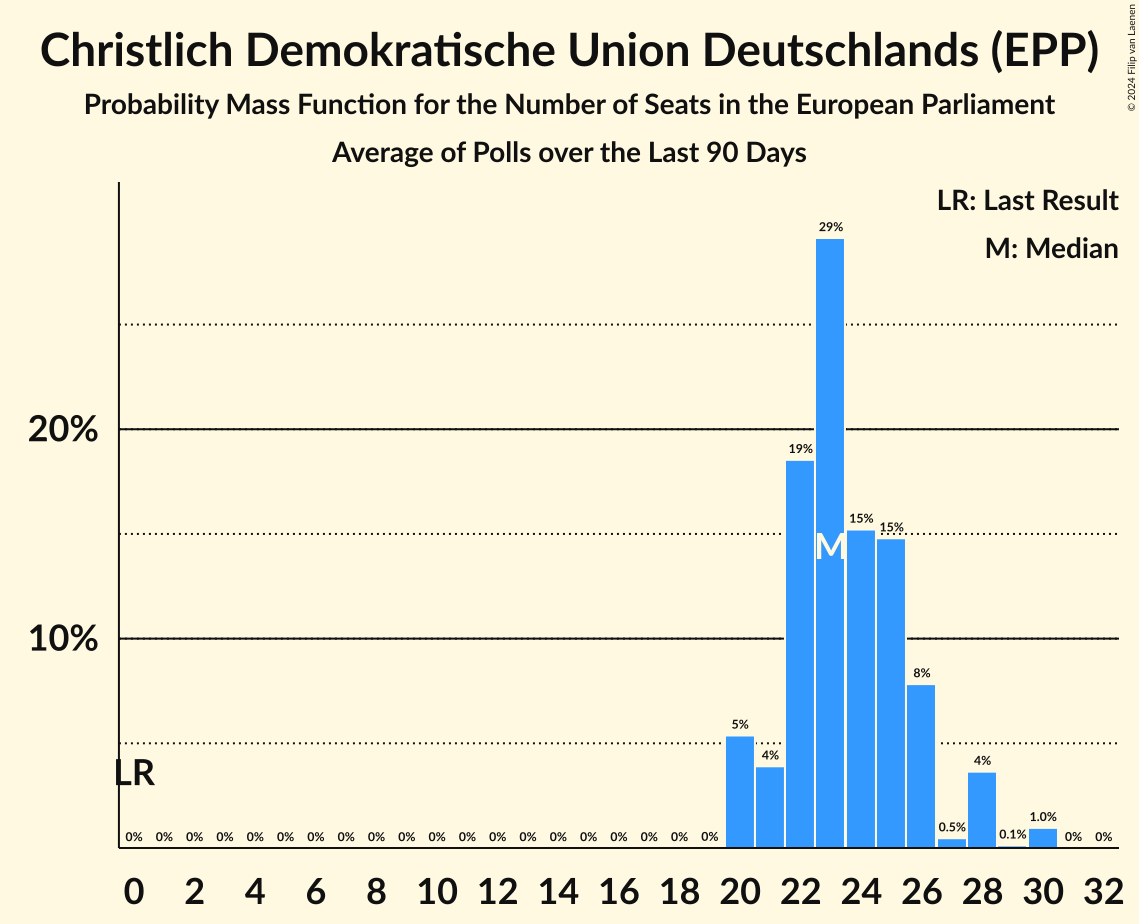 Christlich Demokratische Union Deutschlands (EPP)
Probability Mass Function for the Number of Seats in the European Parliament
Average of Polls over the Last 90 Days
© 2024 Filip van Laenen
LR: Last Result
M: Median
29%
20%
19%
15% 15%
M
10%
8%
5%
4% 4%
LR
0.5% 0.1% 1.0%
0% 0% 0% 0% 0% 0% 0% 0% 0% 0% 0% 0% 0% 0% 0% 0% 0% 0% 0% 0% 0% 0%
0 2 4 6 8 10 12 14 16 18 20 22 24 26 28 30 32